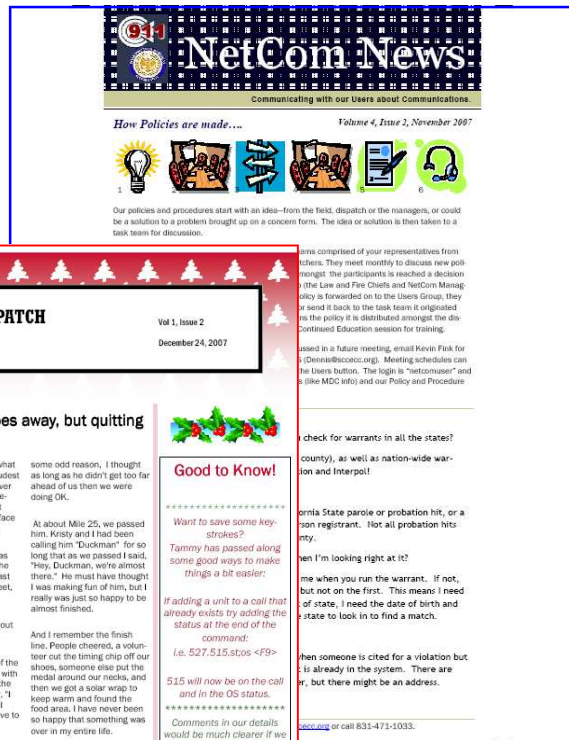 911
NetCom News
Communicating with our Users about Communications.
How Policies are made….
Volume 4, Issue 2, November 2007
1 2 3 5 6
Our policies and procedures start with an idea—from the field, dispatch or the managers, or could
be a solution to a problem brought up on a concern form. The idea or solution is then taken to a
task team for discussion.
ams comprised of your representatives from
tchers. They meet monthly to discuss new poli-
mongst the participants is reached a decision
(the Law and Fire Chiefs and NetCom Manag-
olicy is forwarded on to the Users Group, they
or send it back to the task team it originated
ms the policy it is distributed amongst the dis-
Continued Education session for training.
ussed in a future meeting, email Kevin Fink for
(Dennis@sccecc.org). Meeting schedules can
the Users button. The login is "netcomuser" and
s (like MDC info) and our Policy and Procedure
check for warrants in all the states?
county), as well as nation-wide war-
ion and Interpol!
ornia State parole or probation hit, or a
rson registrant. Not all probation hits
nty.
hen I'm looking right at it?
me when you run the warrant. If not,
but not on the first. This means I need
of state, I need the date of birth and
e state to look in to find a match.
when someone is cited for a violation but
t is already in the system. There are
er, but there might be an address.
cecc.org or call 831-471-1033.
PATCH
Vol 1, Issue 2
December 24, 2007
oes away, but quitting
what
udest
ver
e-
t
face
as
he
ast
eet,
out
f the
with
the
, "I
I
ve to
some odd reason, I thought
as long as he didn't get too far
ahead of us then we were
doing OK.
At about Mile 25, we passed
him. Kristy and I had been
calling him "Duckman" for so
long that as we passed I said,
"Hey, Duckman, we're almost
there." He must have thought
I was making fun of him, but I
really was just so happy to be
almost finished.
And I remember the finish
line. People cheered, a volun-
teer cut the timing chip off our
shoes, someone else put the
medal around our necks, and
then we got a solar wrap to
keep warm and found the
food area. I have never been
so happy that something was
over in my entire life.
Good to Know!
*********************
Want to save some key-
strokes?
Tammy has passed along
some good ways to make
things a bit easier:
If adding a unit to a call that
already exists try adding the
status at the end of the
command:
i.e. 527.515.st;os <F9>
515 will now be on the call
and in the OS status.
*********************
Comments in our details
would be much clearer if we